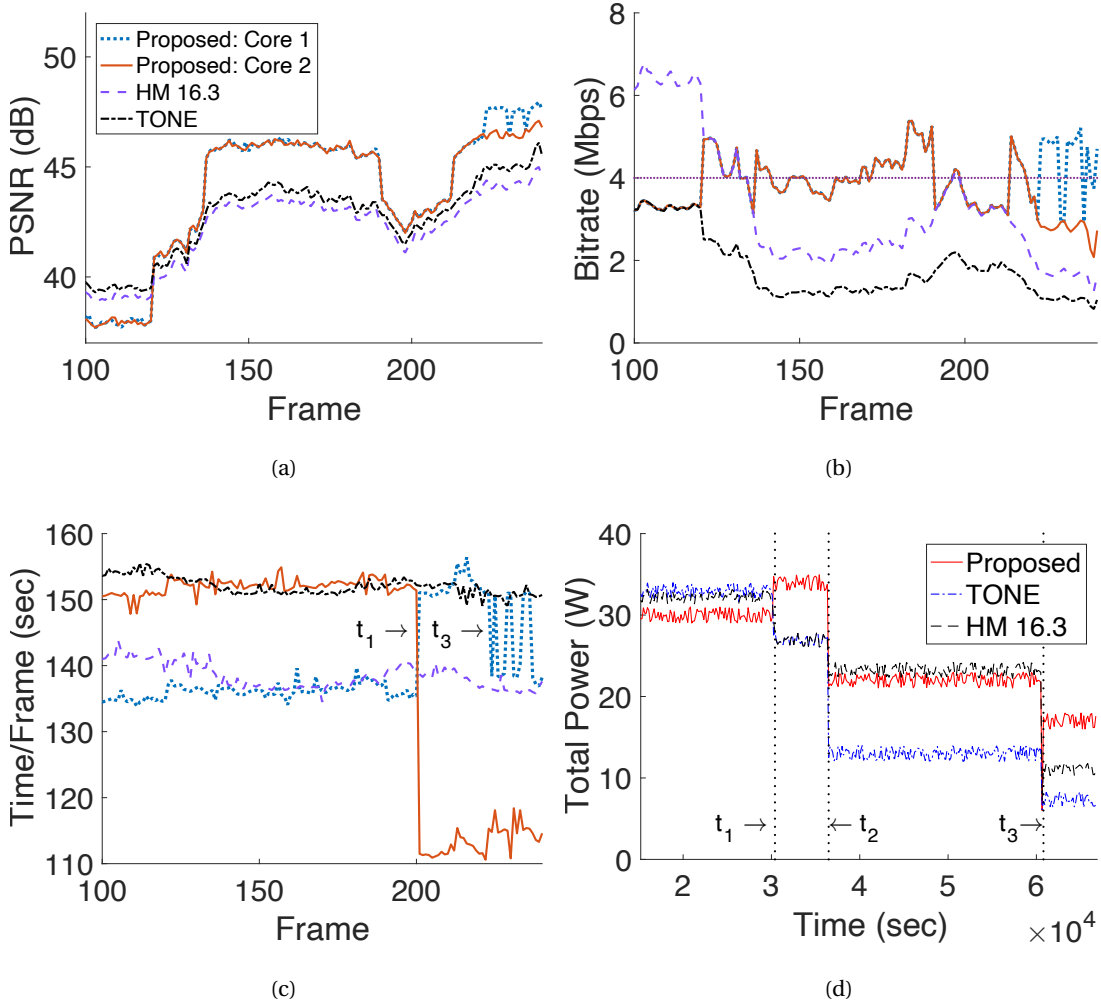 50
45
40
PSNR (dB)
Proposed: Core 1
Proposed: Core 2
HM 16.3
TONE
100
150
200
Frame
(a)
8
6
4
2
0
Bitrate (Mbps)
100
150
200
Frame
(b)
160
150
140
130
120
110
Time/Frame (sec)
t₁ →
t₃ →
100
150
200
Frame
(c)
40
30
20
10
0
Total Power (W)
Proposed
TONE
HM 16.3
t₁ →
← t₂
t₃ →
2
3
4
5
6
Time (sec)
×10⁴
(d)